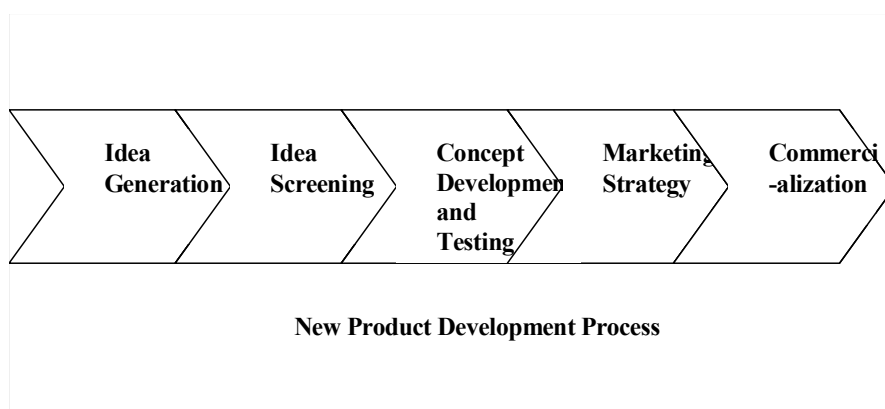 Idea
Generation
Idea
Screening
Concept
Developmen
and
Testing
Marketing
Strategy
Commerci
-alization
New Product Development Process